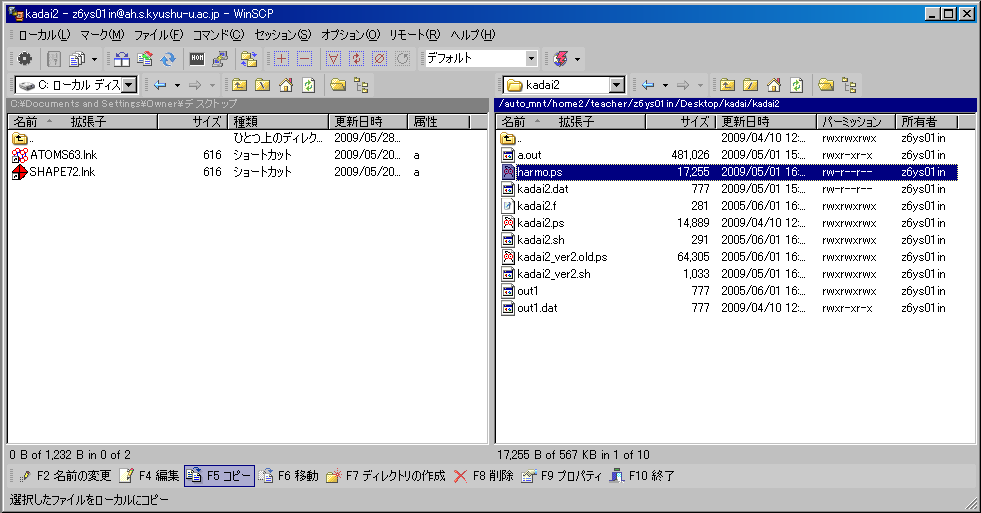 kadai2 - z6ys01in@ah.s.kyushu-u.ac.jp - WinSCP
ローカル(L) マーク(M) ファイル(F) コマンド(C) セッション(S) オプション(O) リモート(R) ヘルプ(H)
デフォルト
C: ローカル ディス kadai2
C:¥Documents and Settings¥Owner¥デスクトップ /auto_mnt/home2/teacher/z6ys01in/Desktop/kadai/kadai2
名前 拡張子 サイズ 種類 更新日時 属性 名前 拡張子 サイズ 更新日時 パーミッション 所有者
.. ひとつ上のディレク... 2009/05/28... .. 2009/04/10 12:... rwxrwxrwx z6ys01in
ATOMS63.lnk 616 ショートカット 2009/05/20... a a.out 481,026 2009/05/01 15:... rwxr-xr-x z6ys01in
SHAPE72.lnk 616 ショートカット 2009/05/20... a harmo.ps 17,255 2009/05/01 16:... rw-r--r-- z6ys01in
kadai2.dat 777 2009/05/01 15:... rw-r--r-- z6ys01in
kadai2.f 281 2005/06/01 16:... rwxrwxrwx z6ys01in
kadai2.ps 14,889 2009/04/10 12:... rwxrwxrwx z6ys01in
kadai2.sh 291 2005/06/01 16:... rwxrwxrwx z6ys01in
kadai2_ver2.old.ps 64,305 2005/06/01 16:... rwxrwxrwx z6ys01in
kadai2_ver2.sh 1,033 2009/05/01 16:... rwxrwxrwx z6ys01in
out1 777 2005/06/01 16:... rwxrwxrwx z6ys01in
out1.dat 777 2009/04/10 12:... rwxr-xr-x z6ys01in
0 B of 1,232 B in 0 of 2 17,255 B of 567 KB in 1 of 10
F2 名前の変更 F4 編集 F5 コピー F6 移動 F7 ディレクトリの作成 F8 削除 F9 プロパティ F10 終了
選択したファイルをローカルにコピー